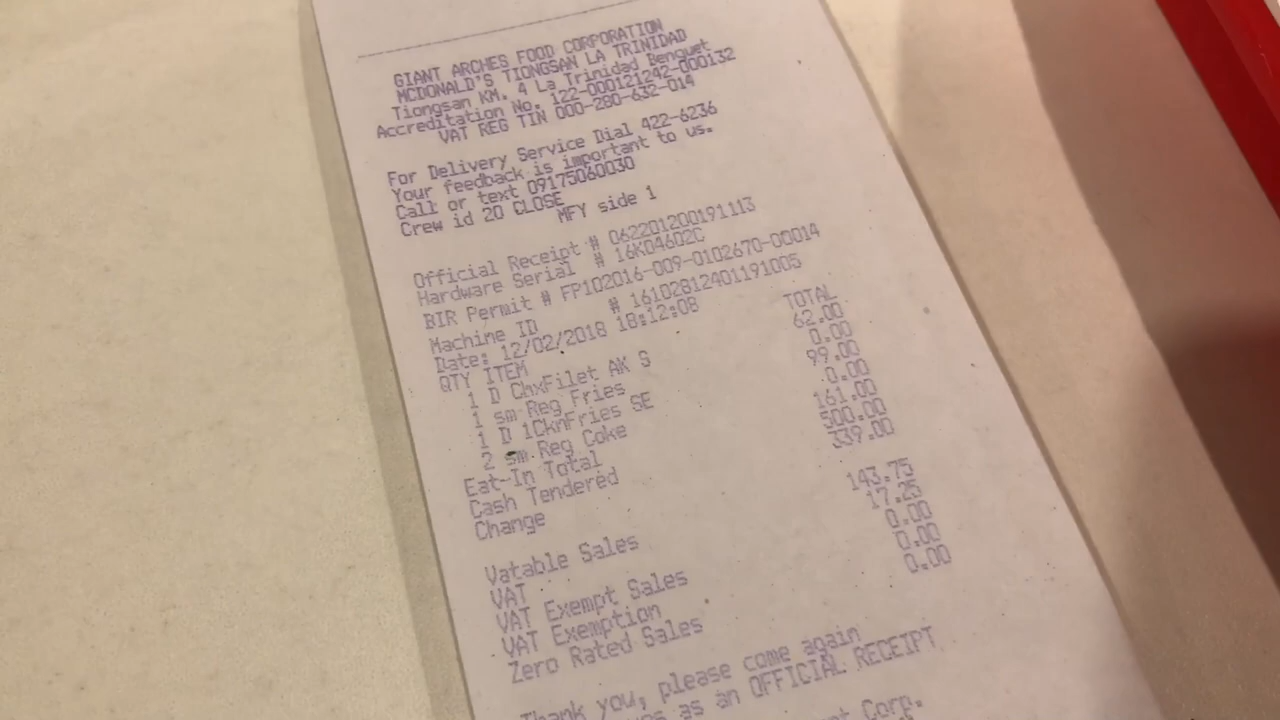 GIANT ARCHES FOOD CORPORATION
MCDONALD'S TIONGSAN LA TRINIDAD
Tiongsan KM. 4 La Trinidad Benguet
Accreditation No. 122-000121242-000132
VAT REG TIN 000-280-632-014
For Delivery Service Dial 422-6236
Your feedback is important to us.
Call or text 09175060030
Crew id 20 CLOSE
MFY side 1
Official Receipt # 062201200191113
Hardware Serial # 16K04602C
BIR Permit # FP102016-009-0102670-00014
Machine ID # 16102812401191005
Date: 12/02/2018 18:12:08
QTY ITEM TOTAL
1 D ChxFilet AK S 62.00
1 sm Reg Fries 0.00
1 D 1CknFries SE 99.00
2 sm Reg Coke 0.00
Eat-In Total 161.00
Cash Tendered 500.00
Change 339.00
Vatable Sales 143.75
VAT 17.25
VAT Exempt Sales 0.00
VAT Exemption 0.00
Zero Rated Sales 0.00
Thank you, please come again
as an OFFICIAL RECEIPT
Corp.